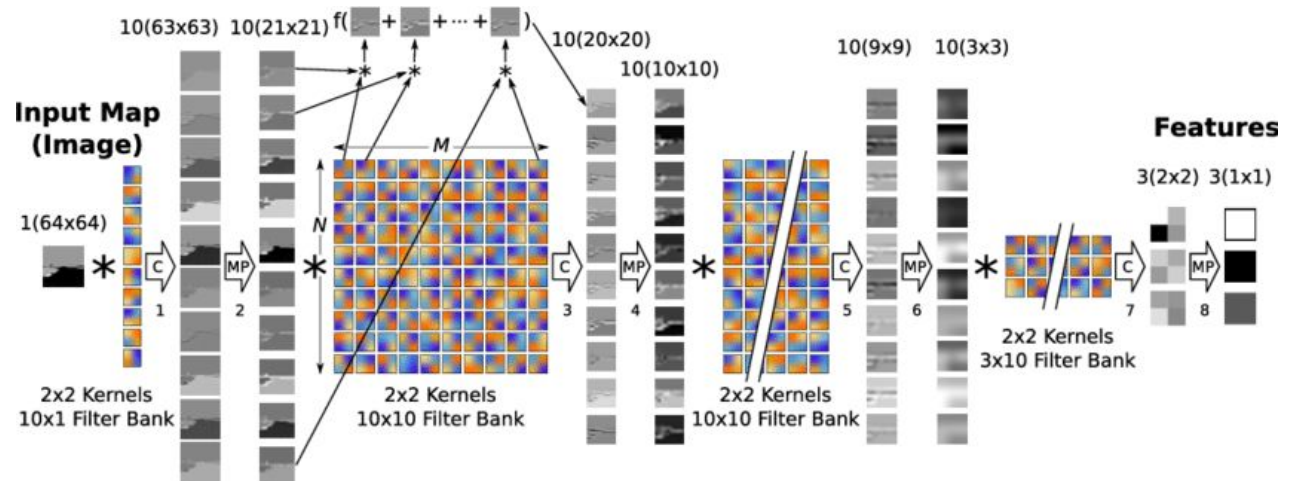 10(63x63)
10(21x21)
f( + + ··· + )
10(20x20)
10(10x10)
10(9x9)
10(3x3)
* * *
Input Map
(Image)
M
Features
3(2x2) 3(1x1)
1(64x64)
N
* C MP * C MP * C MP * C MP
1 2 3 4 5 6 7 8
2x2 Kernels
10x1 Filter Bank
2x2 Kernels
10x10 Filter Bank
2x2 Kernels
10x10 Filter Bank
2x2 Kernels
3x10 Filter Bank